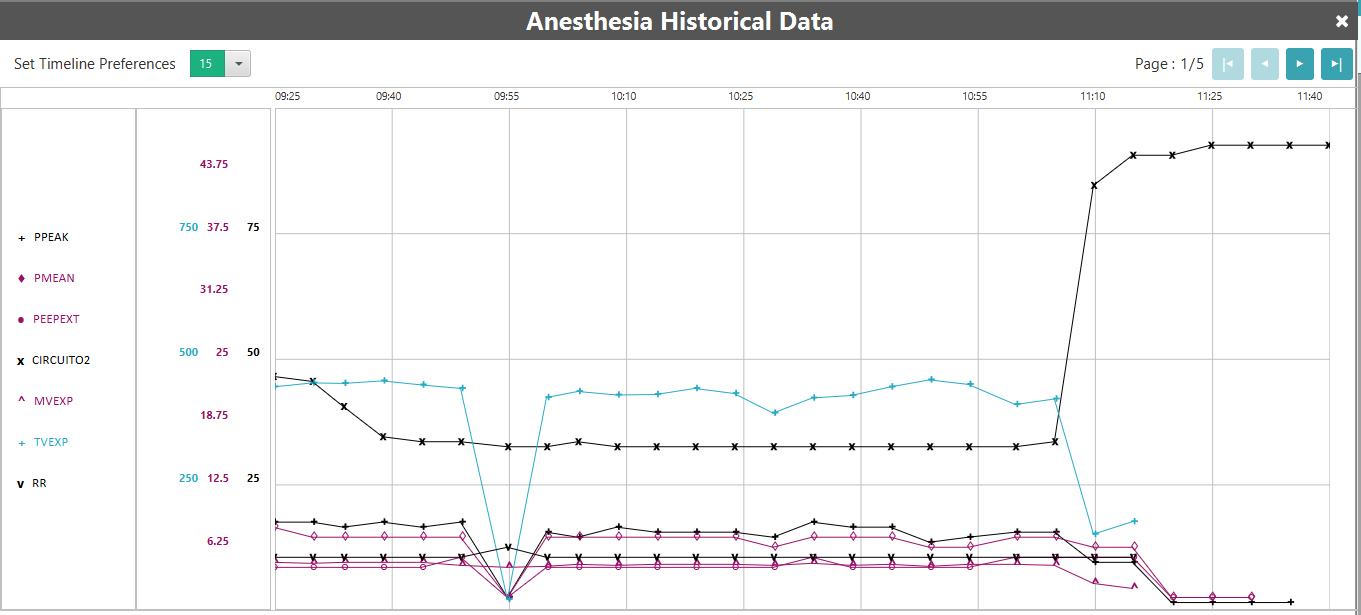 Anesthesia Historical Data
Set Timeline Preferences 15 Page : 1/5
09:25 09:40 09:55 10:10 10:25 10:40 10:55 11:10 11:25 11:40
43.75
750 37.5 75
PPEAK
PMEAN
31.25
PEEPEXT
500 25 50
CIRCUITO2
MVEXP
18.75
TVEXP
250 12.5 25
RR
6.25